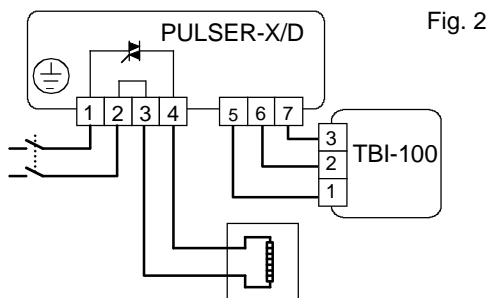 Fig. 2
PULSER-X/D
1 2 3 4 5 6 7
3
TBI-100
2
1